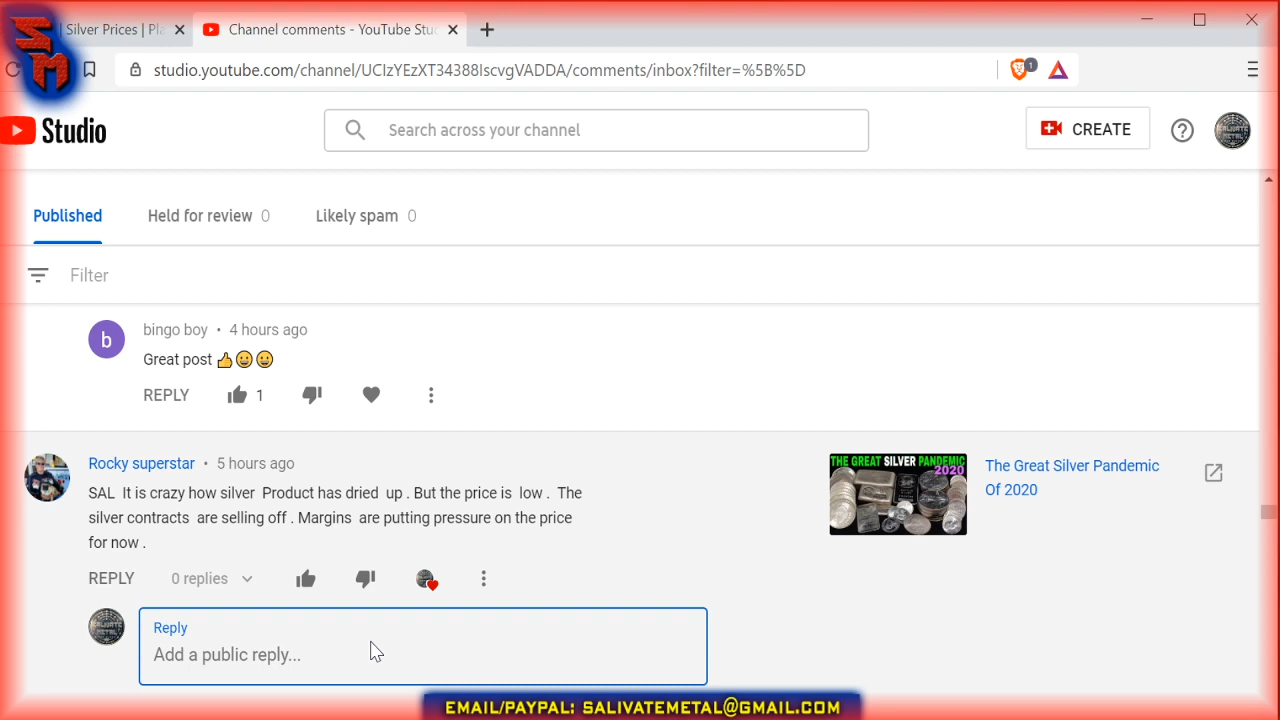 SM
Silver Prices | Pla
Channel comments - YouTube Stu
studio.youtube.com/channel/UCIzYEzXT34388IscvgVADDA/comments/inbox?filter=%5B%5D
1
Studio
Search across your channel
CREATE
Published
Held for review 0
Likely spam 0
Filter
b
bingo boy • 4 hours ago
Great post 👍😀😀
REPLY
1
Rocky superstar • 5 hours ago
SAL It is crazy how silver Product has dried up . But the price is low . The
silver contracts are selling off . Margins are putting pressure on the price
for now .
THE GREAT SILVER PANDEMIC
2020
The Great Silver Pandemic
Of 2020
REPLY
0 replies
Reply
Add a public reply...
EMAIL/PAYPAL: SALIVATEMETAL@GMAIL.COM